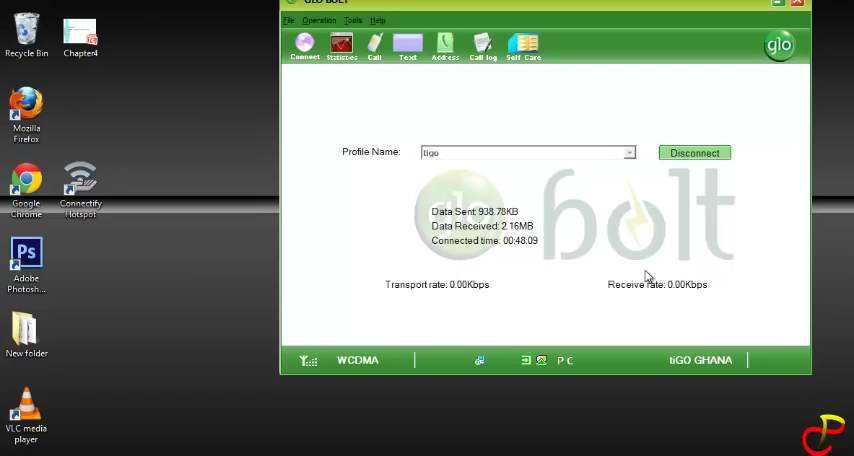 Recycle Bin
Chapter4
Mozilla
Firefox
Google
Chrome
Connectify
Hotspot
Ps
Adobe
Photosh...
New folder
VLC media
player
GLO BOLT
File Operation Tools Help
Connect Statistics Call Text Address Call log Self Care
glo
Profile Name: tigo Disconnect
glo bolt
Data Sent: 938.78KB
Data Received: 2.16MB
Connected time: 00:48:09
Transport rate: 0.00Kbps Receive rate: 0.00Kbps
WCDMA P C tiGO GHANA